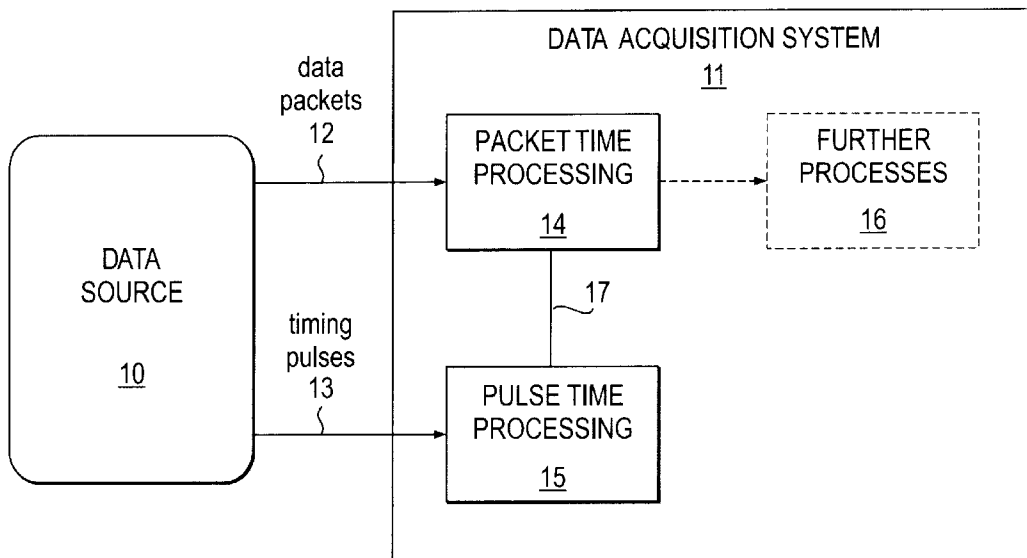 DATA ACQUISITION SYSTEM
11
data
packets
12
PACKET TIME
PROCESSING
14
FURTHER
PROCESSES
16
DATA
SOURCE
10
17
timing
pulses
13
PULSE TIME
PROCESSING
15